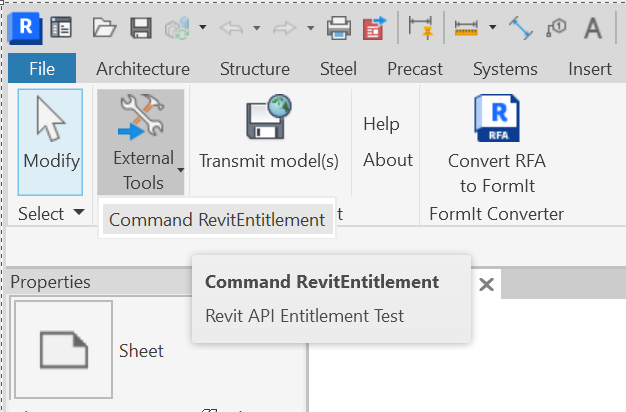 R
File Architecture Structure Steel Precast Systems Insert
Modify
External
Tools
Transmit model(s)
Help
About
R
RFA
Convert RFA
to FormIt
Select
FormIt Converter
Command RevitEntitlement
Command RevitEntitlement
Revit API Entitlement Test
Properties
Sheet